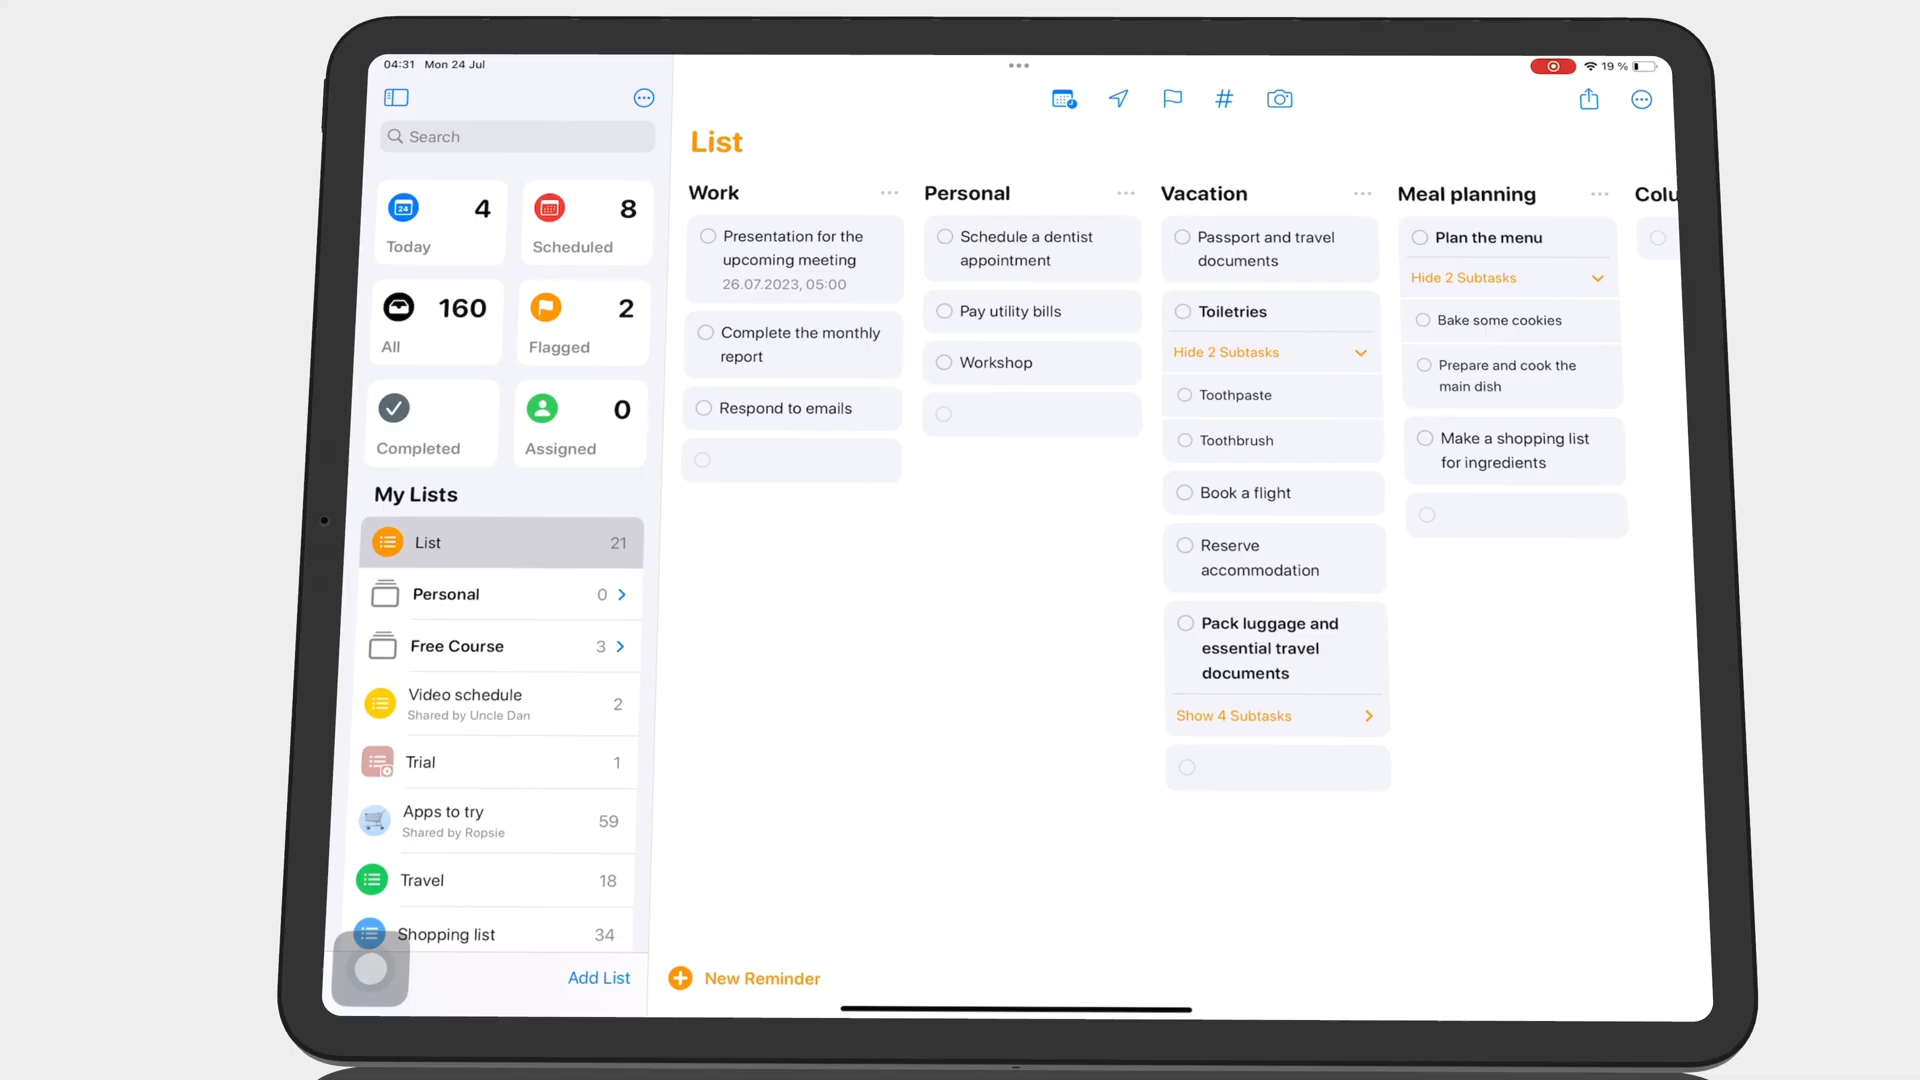 04:31 Mon 24 Jul
19 %
Search
24
4
Today
8
Scheduled
160
All
2
Flagged
Completed
0
Assigned
My Lists
List 21
Personal 0
Free Course 3
Video schedule 2
Shared by Uncle Dan
Trial 1
Apps to try 59
Shared by Ropsie
Travel 18
Shopping list 34
Add List
List
Work
Presentation for the
upcoming meeting
26.07.2023, 05:00
Complete the monthly
report
Respond to emails
Personal
Schedule a dentist
appointment
Pay utility bills
Workshop
Vacation
Passport and travel
documents
Toiletries
Hide 2 Subtasks
Toothpaste
Toothbrush
Book a flight
Reserve
accommodation
Pack luggage and
essential travel
documents
Show 4 Subtasks
Meal planning
Plan the menu
Hide 2 Subtasks
Bake some cookies
Prepare and cook the
main dish
Make a shopping list
for ingredients
Colu
New Reminder